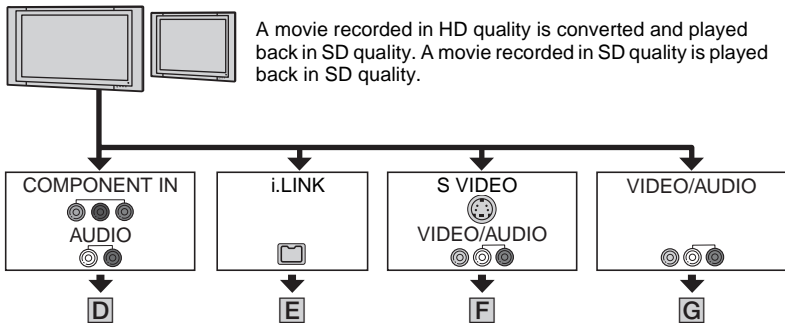 A movie recorded in HD quality is converted and played
back in SD quality. A movie recorded in SD quality is played
back in SD quality.
COMPONENT IN
AUDIO
i.LINK
S VIDEO
VIDEO/AUDIO
VIDEO/AUDIO
D
E
F
G